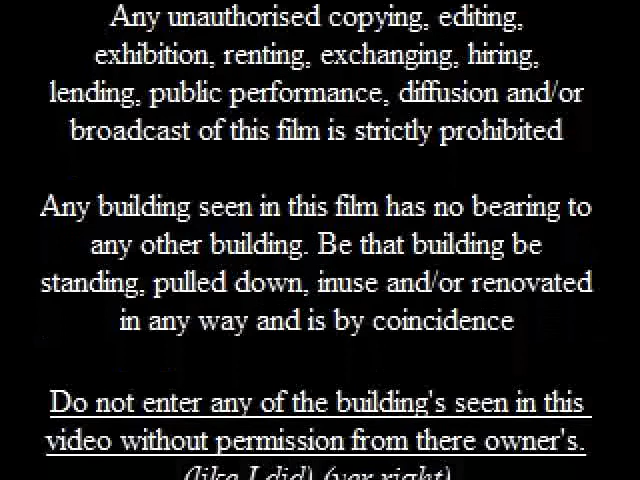 Any unauthorised copying, editing,
exhibition, renting, exchanging, hiring,
lending, public performance, diffusion and/or
broadcast of this film is strictly prohibited
Any building seen in this film has no bearing to
any other building. Be that building be
standing, pulled down, inuse and/or renovated
in any way and is by coincidence
Do not enter any of the building's seen in this
video without permission from there owner's.
(like I did) (yer right)